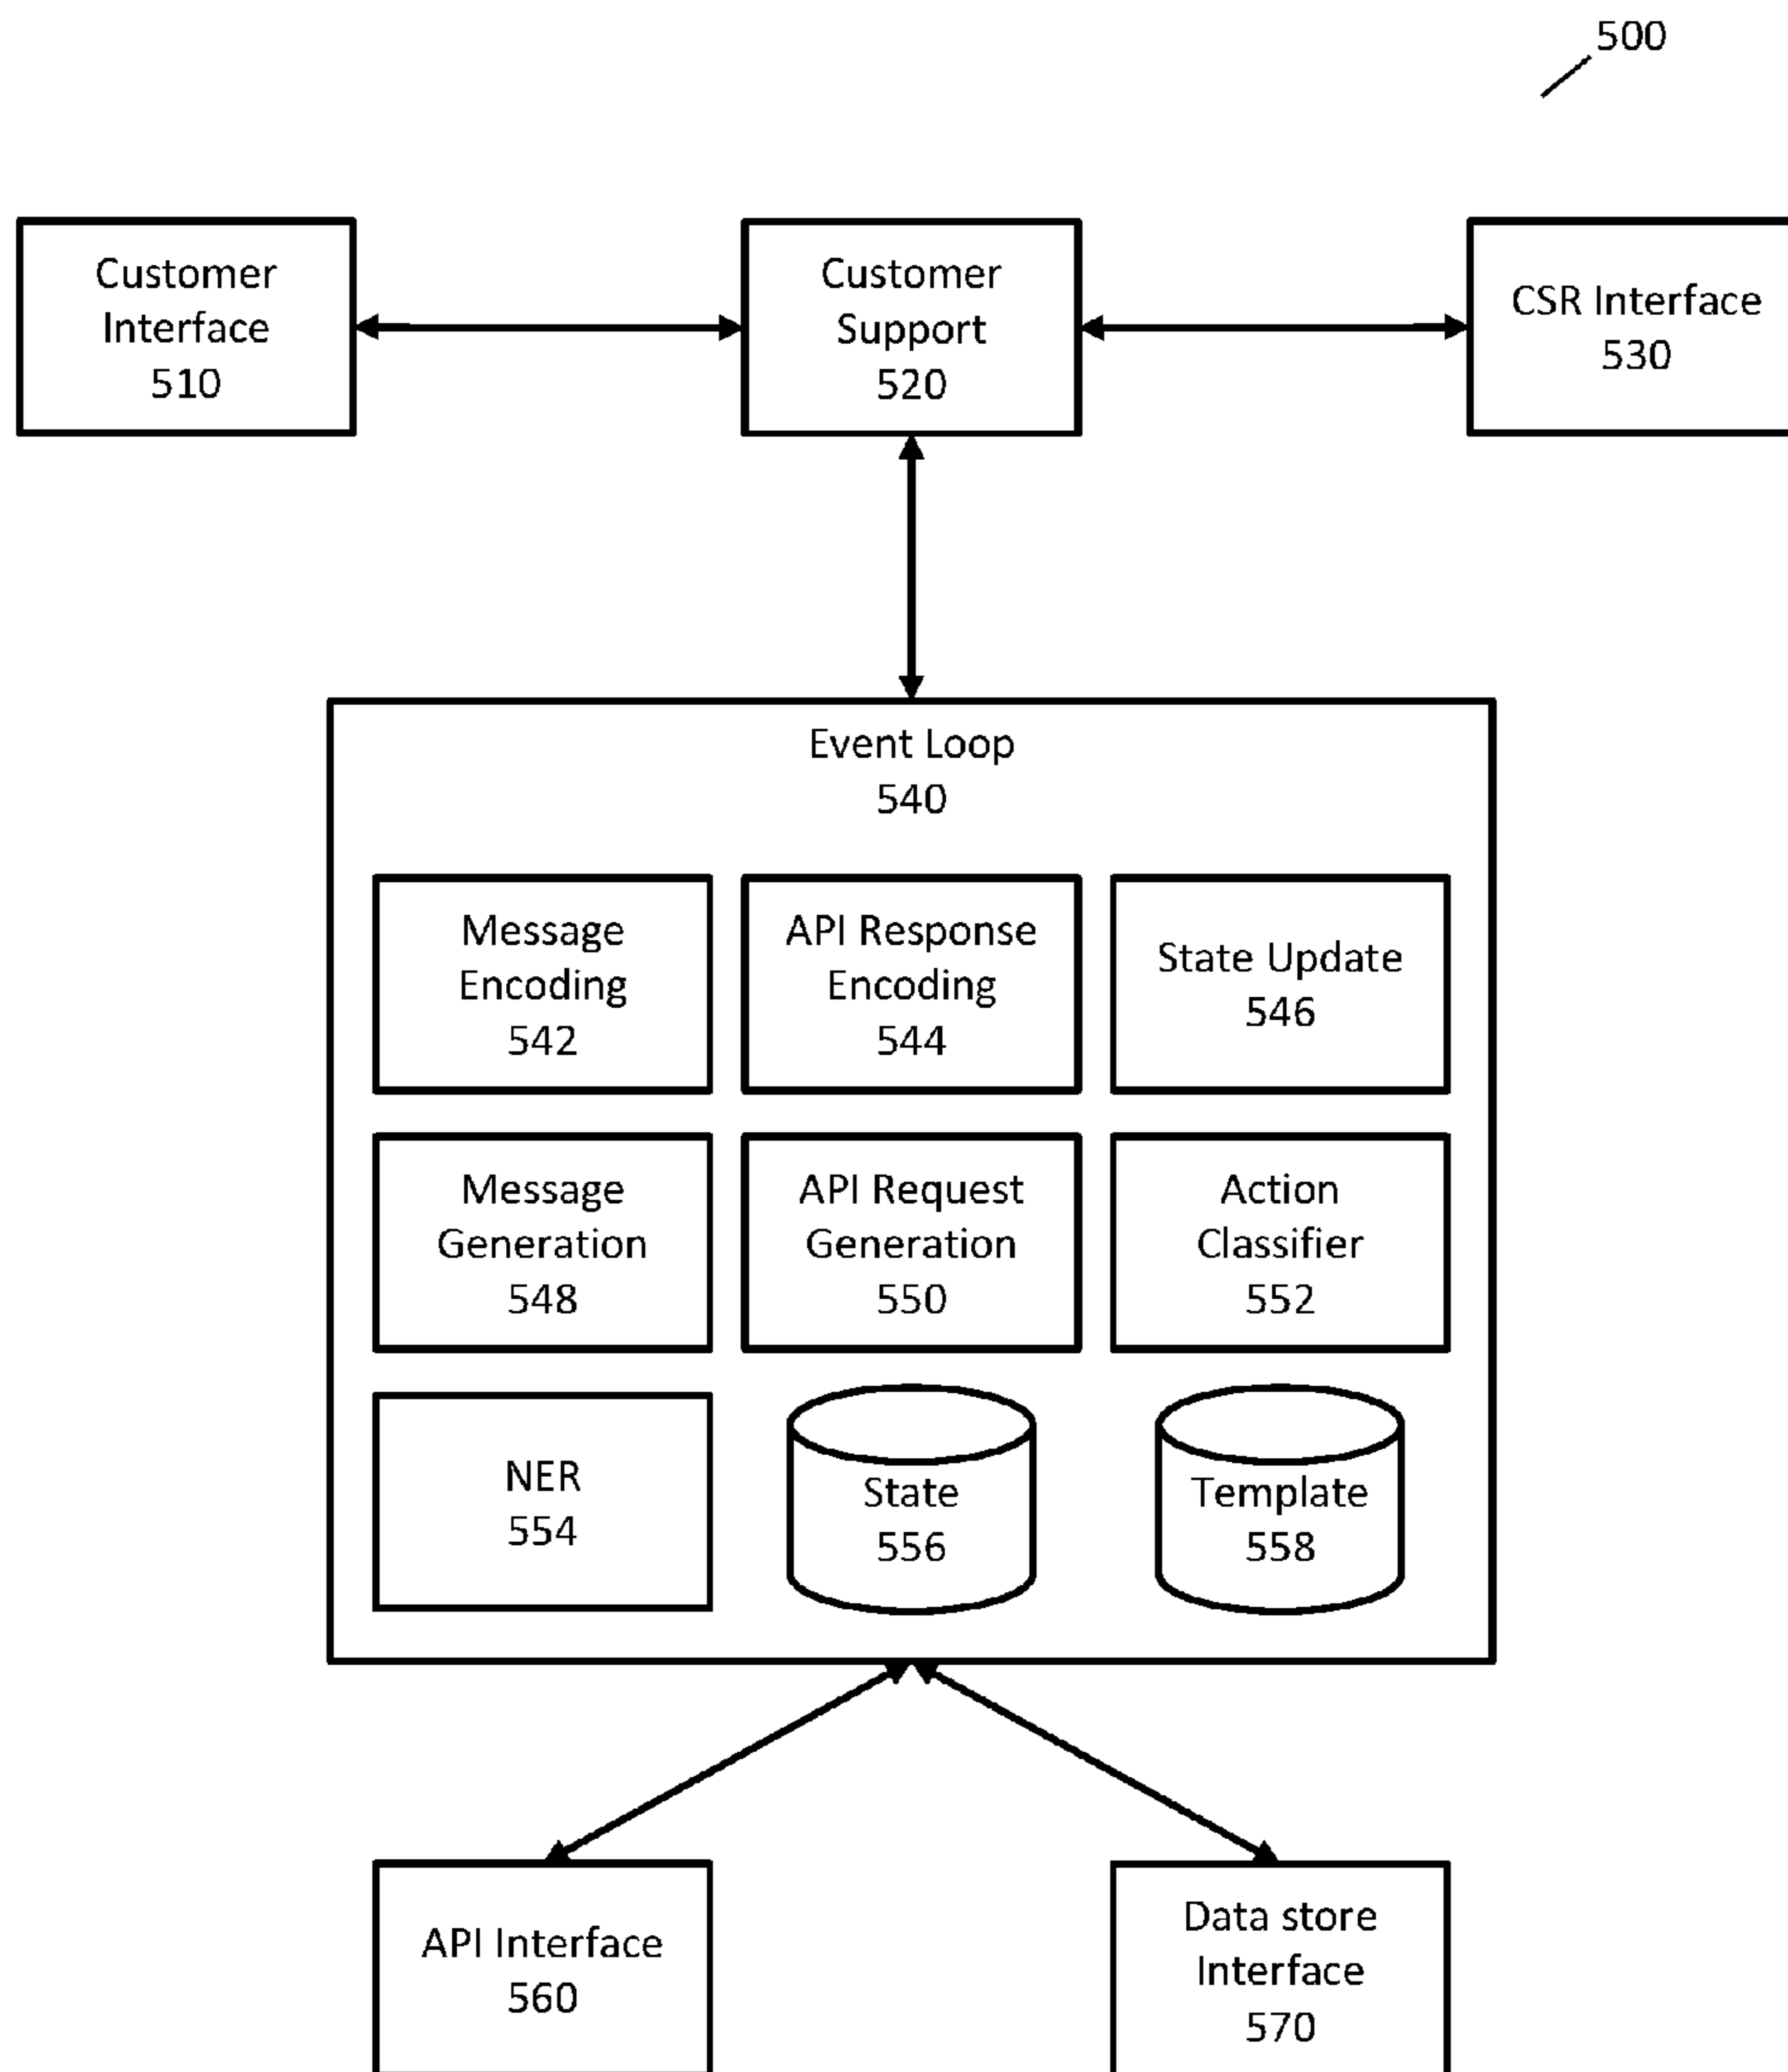 500
Customer
Interface
510
Customer
Support
520
CSR Interface
530
Event Loop
540
Message
Encoding
542
API Response
Encoding
544
State Update
546
Message
Generation
548
API Request
Generation
550
Action
Classifier
552
NER
554
State
556
Template
558
API Interface
560
Data store
Interface
570